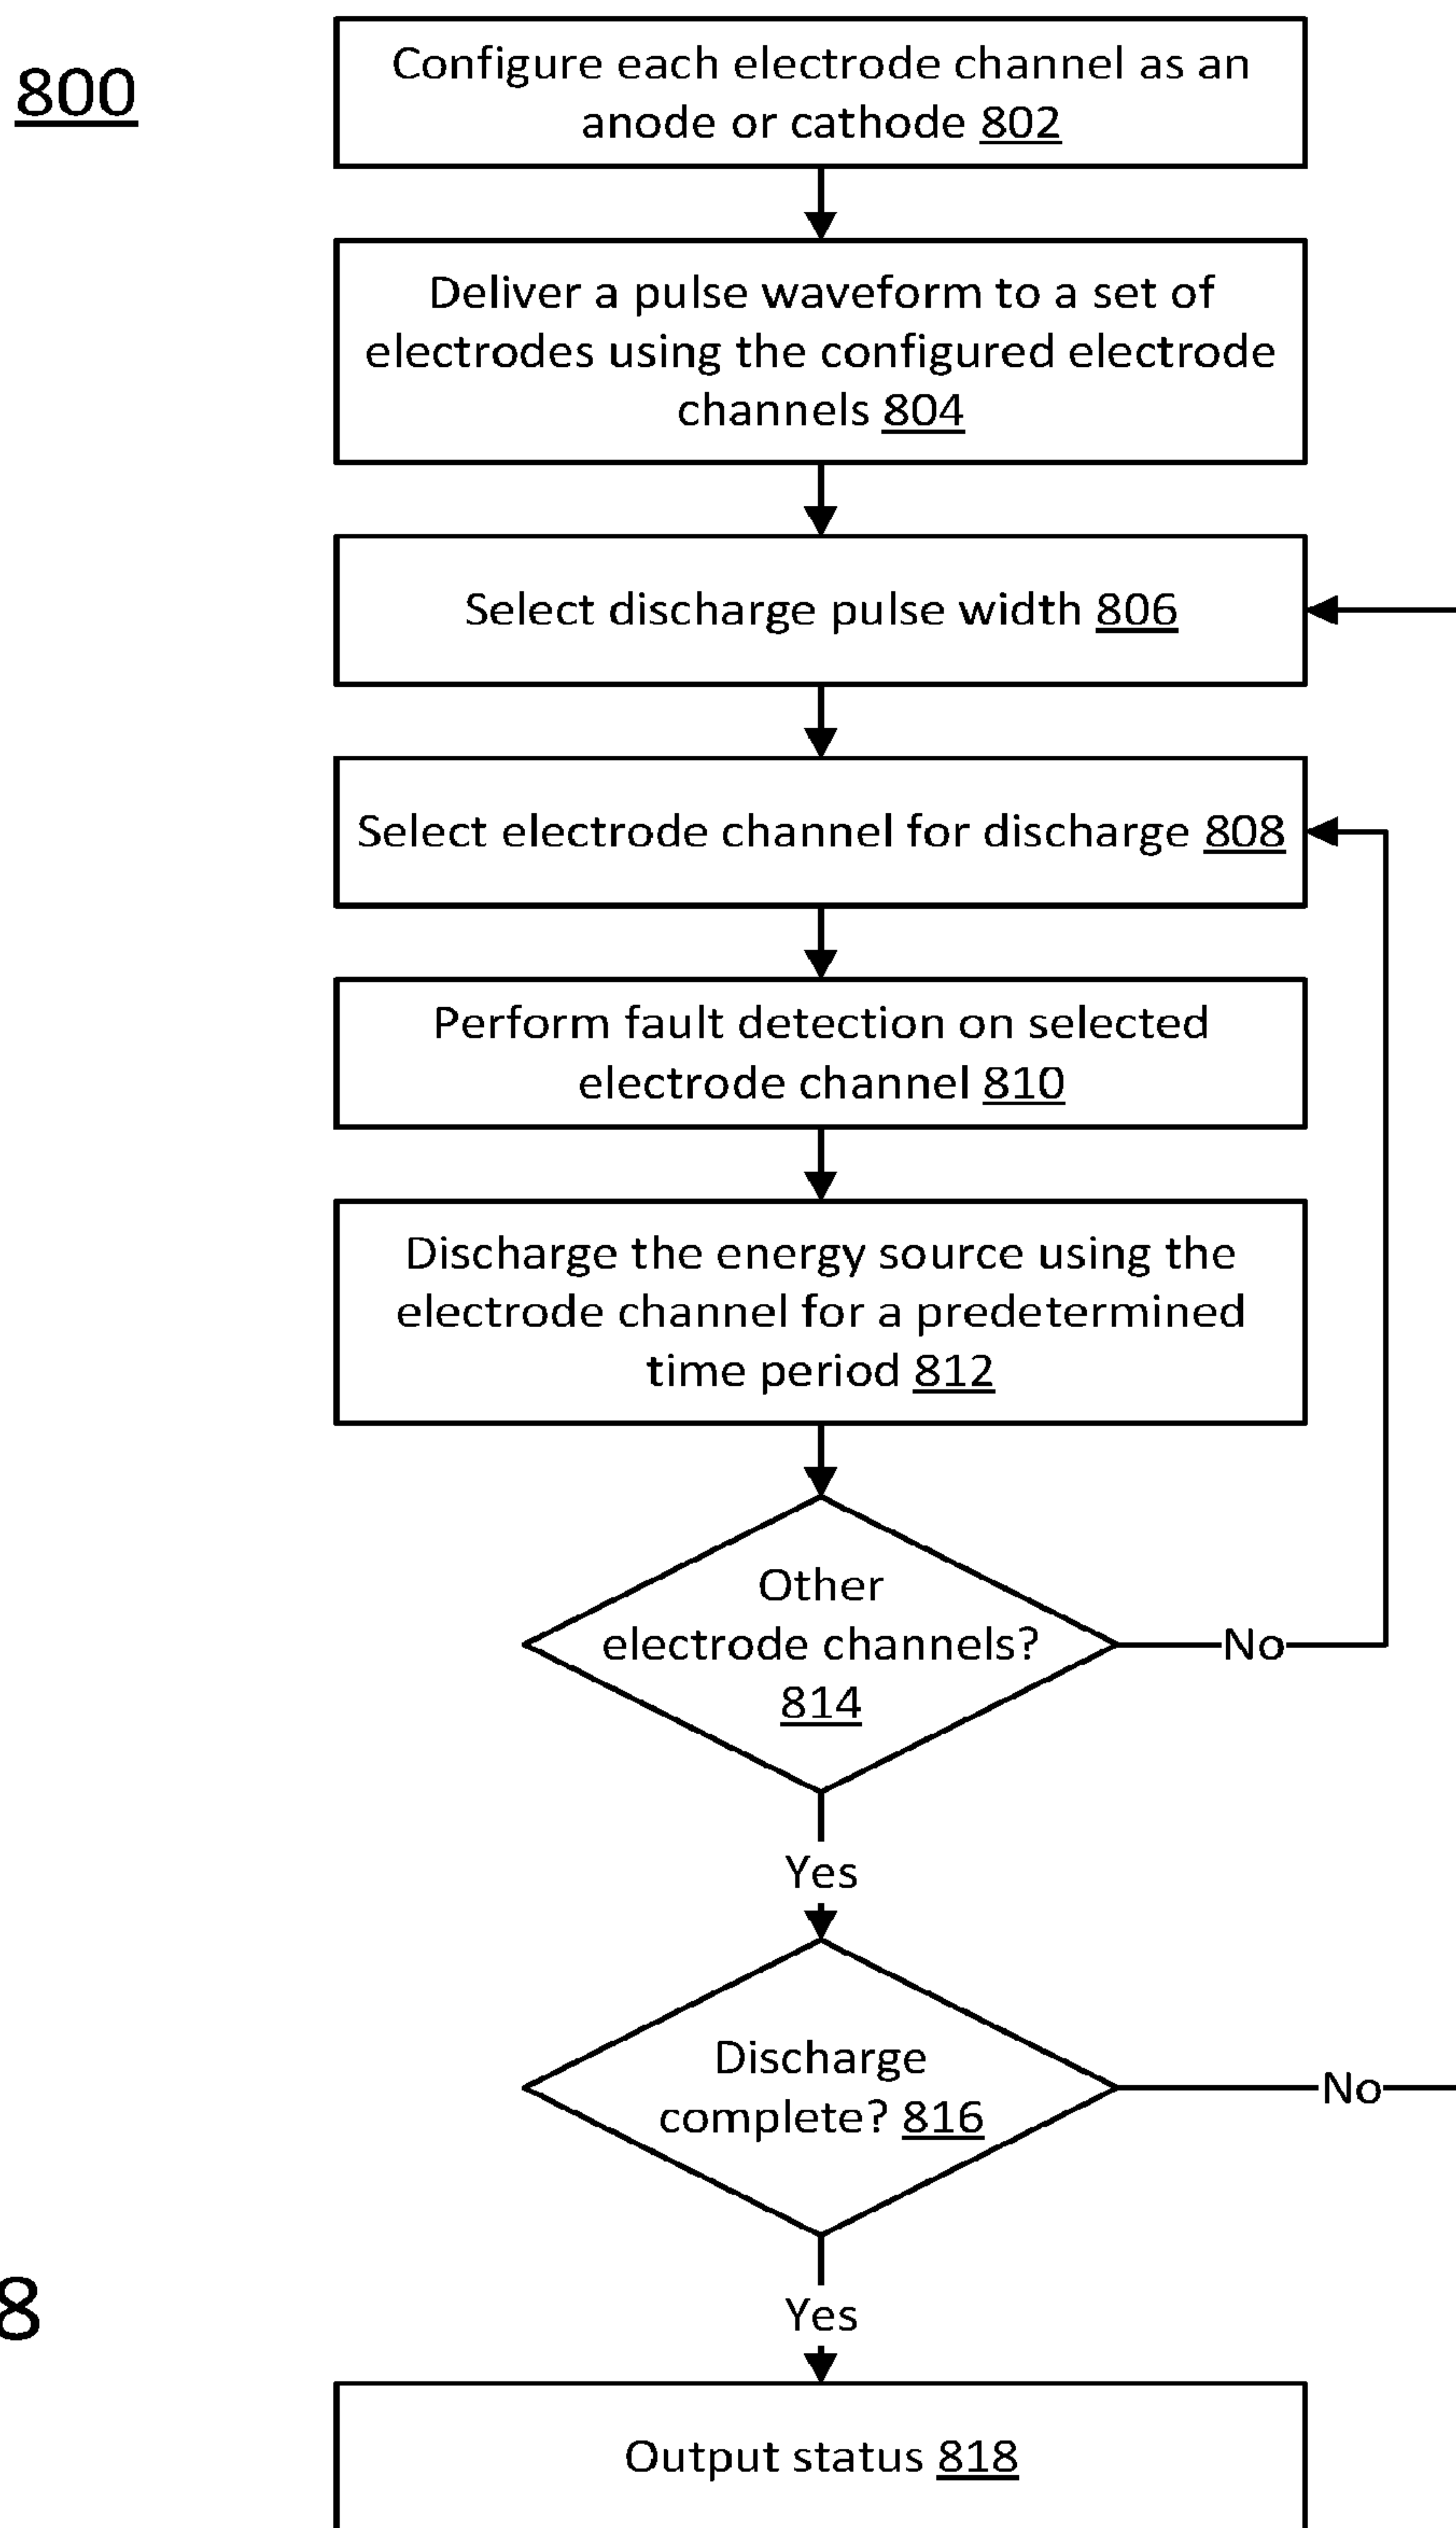 800
Configure each electrode channel as an
anode or cathode 802
Deliver a pulse waveform to a set of
electrodes using the configured electrode
channels 804
Select discharge pulse width 806
Select electrode channel for discharge 808
Perform fault detection on selected
electrode channel 810
Discharge the energy source using the
electrode channel for a predetermined
time period 812
Other
electrode channels?
814
No
Yes
Discharge
complete? 816
No
Yes
8
Output status 818